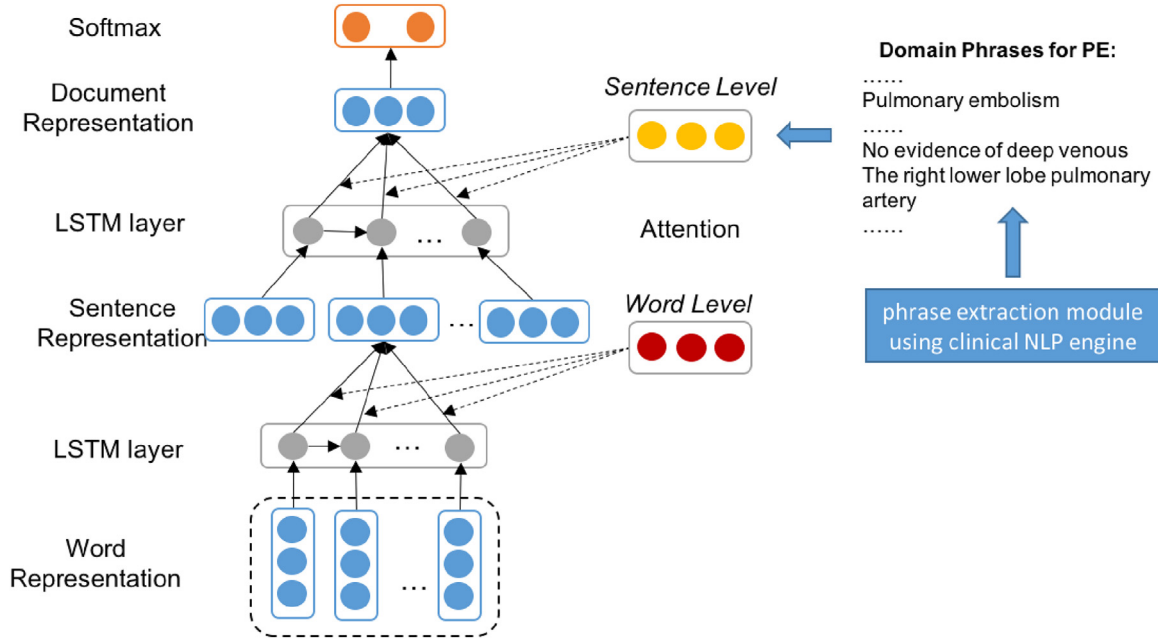 Softmax
Document
Representation
LSTM layer
Sentence
Representation
LSTM layer
Word
Representation
...
...
...
...
Sentence Level
Attention
Word Level
Domain Phrases for PE:
......
Pulmonary embolism
......
No evidence of deep venous
The right lower lobe pulmonary
artery
......
phrase extraction module
using clinical NLP engine